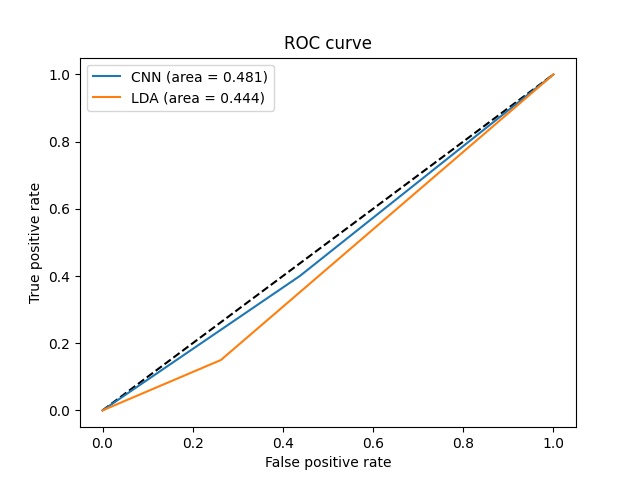 ROC curve
CNN (area = 0.481)
LDA (area = 0.444)
1.0
0.8
0.6
0.4
0.2
0.0
True positive rate
0.0 0.2 0.4 0.6 0.8 1.0
False positive rate